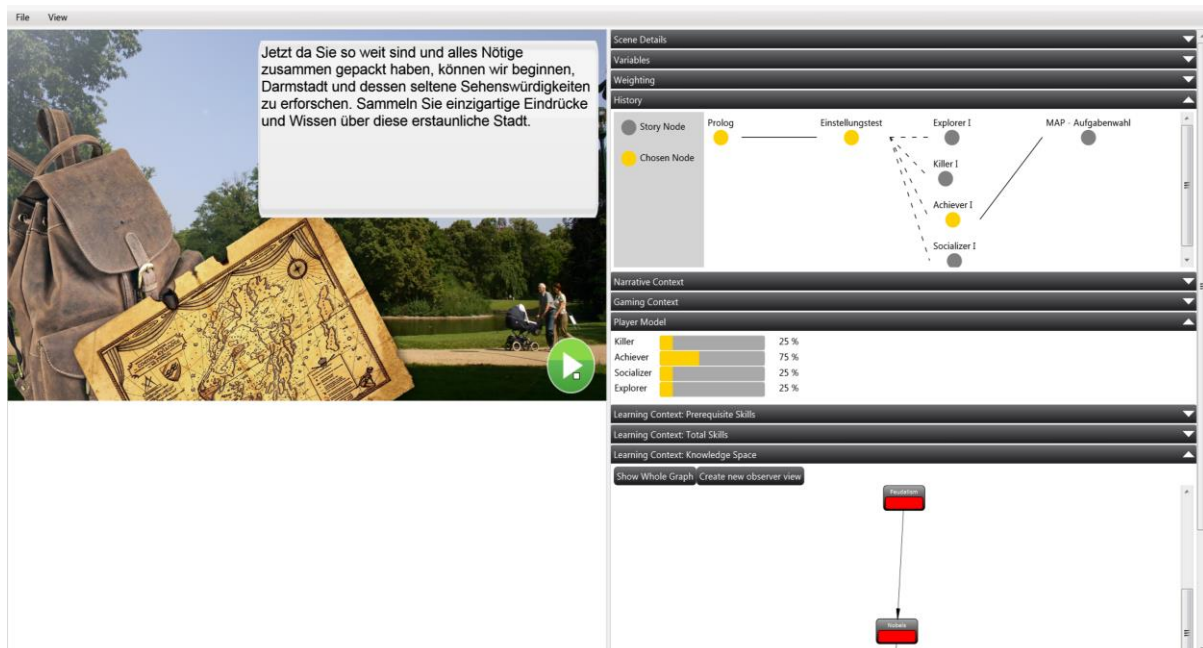 File View
Jetzt da Sie so weit sind und alles Nötige
zusammen gepackt haben, können wir beginnen,
Darmstadt und dessen seltene Sehenswürdigkeiten
zu erforschen. Sammeln Sie einzigartige Eindrücke
und Wissen über diese erstaunliche Stadt.
Scene Details
Variables
Weighting
History
Story Node
Chosen Node
Prolog
Einstellungstest
Explorer I
MAP - Aufgabenwahl
Killer I
Achiever I
Socializer I
Narrative Context
Gaming Context
Player Model
Killer 25 %
Achiever 75 %
Socializer 25 %
Explorer 25 %
Learning Context: Prerequisite Skills
Learning Context: Total Skills
Learning Context: Knowledge Space
Show Whole Graph Create new observer view
Feudalism
Nobels